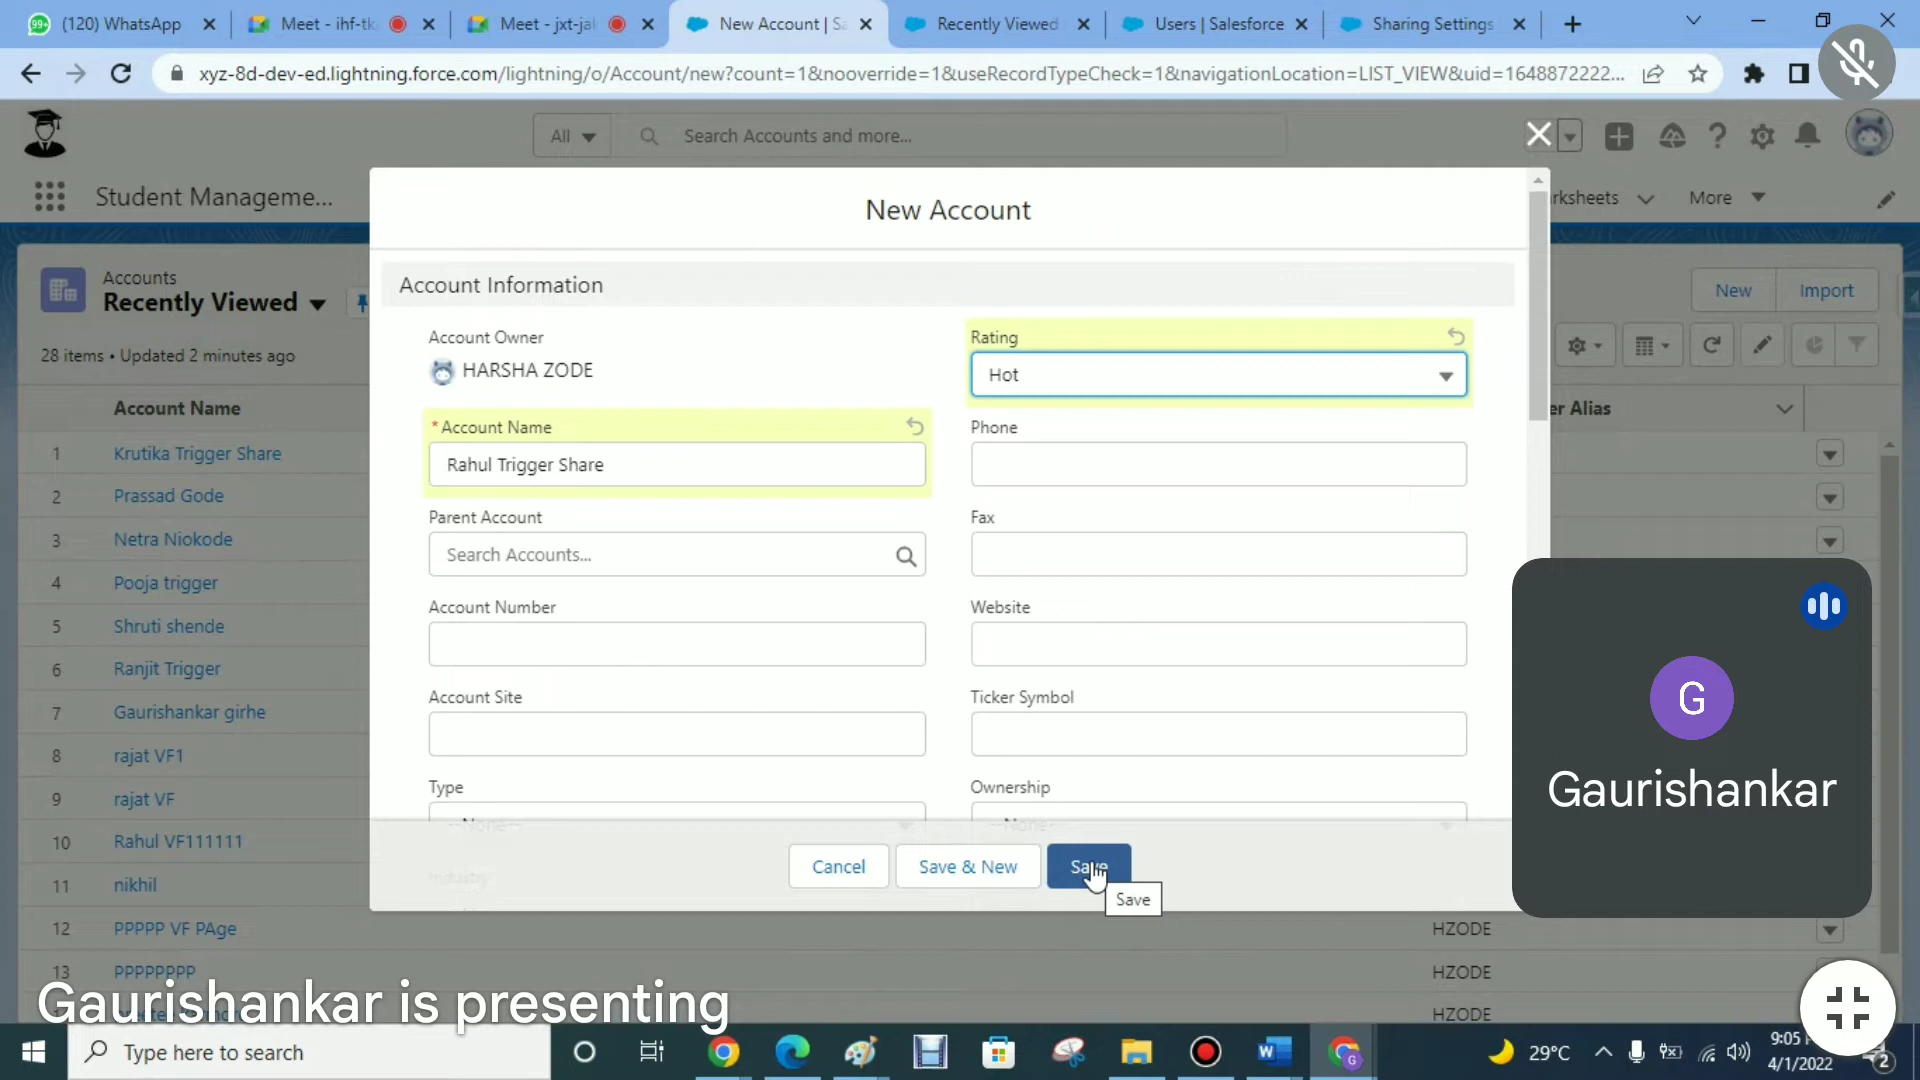 (120) WhatsApp
Meet - ihf-tk
Meet - jxt-jal
New Account | Sa
Recently Viewed
Users | Salesforce
Sharing Settings
xyz-8d-dev-ed.lightning.force.com/lightning/o/Account/new?count=1&nooverride=1&useRecordTypeCheck=1&navigationLocation=LIST_VIEW&uid=1648872222...
All
Search Accounts and more...
Student Manageme...
rksheets
More
New Account
Accounts
Recently Viewed
New
Import
28 items • Updated 2 minutes ago
Account Information
Account Owner
HARSHA ZODE
Rating
Hot
Account Name
er Alias
*Account Name
Rahul Trigger Share
Phone
Parent Account
Search Accounts...
Fax
Account Number
Website
Account Site
Ticker Symbol
Type
--None--
Ownership
--None--
1 Krutika Trigger Share
2 Prassad Gode
3 Netra Niokode
4 Pooja trigger
5 Shruti shende
6 Ranjit Trigger
7 Gaurishankar girhe
8 rajat VF1
9 rajat VF
10 Rahul VF111111
11 nikhil
12 PPPPP VF PAge HZODE
13 PPPPPPPP HZODE
HZODE
Industry
Cancel
Save & New
Save
Save
G
Gaurishankar
Gaurishankar is presenting
Type here to search
29°C
9:05
4/1/2022
2